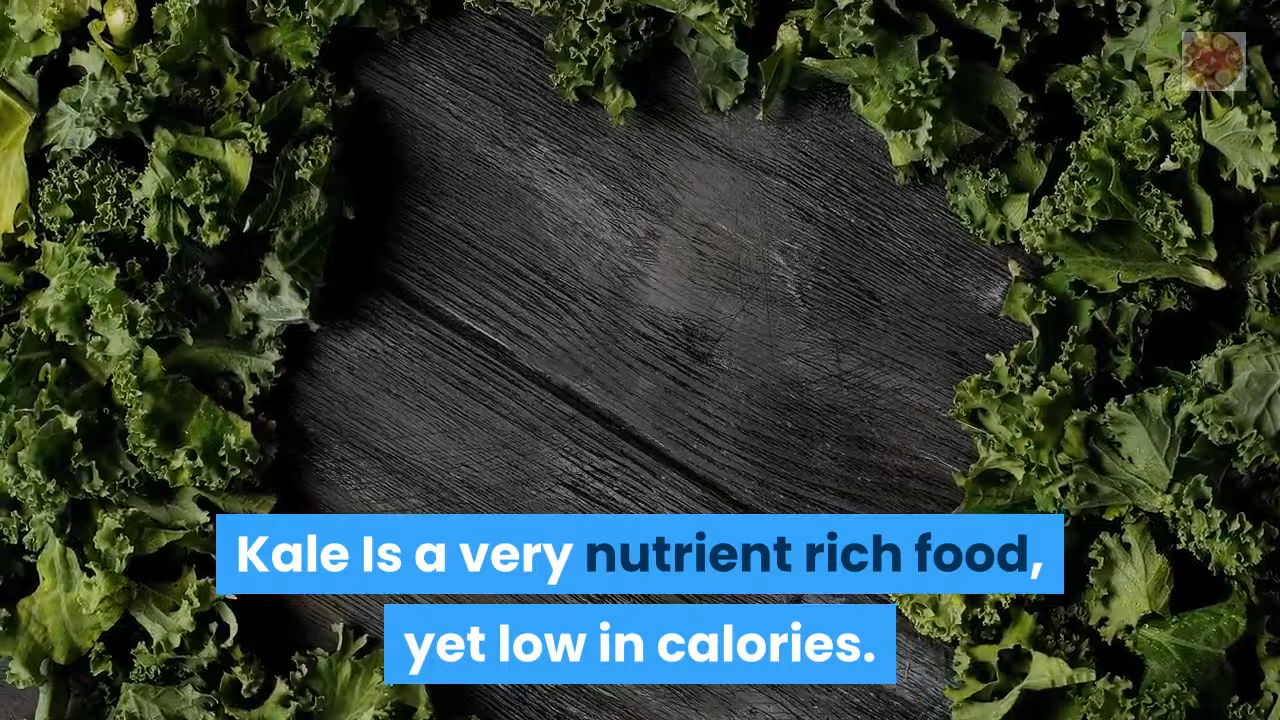 Kale Is a very nutrient rich food,
yet low in calories.